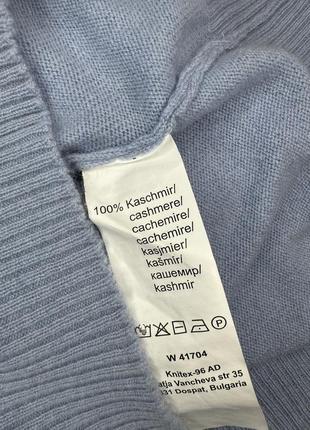 100% Kaschmir/
cashmere/
cachemire/
cachemire/
kasjmier/
kašmir/
кашемир/
kashmir
P
W 41704
Knitex-96 AD
Vancheva str 35
Dospat, Bulgaria